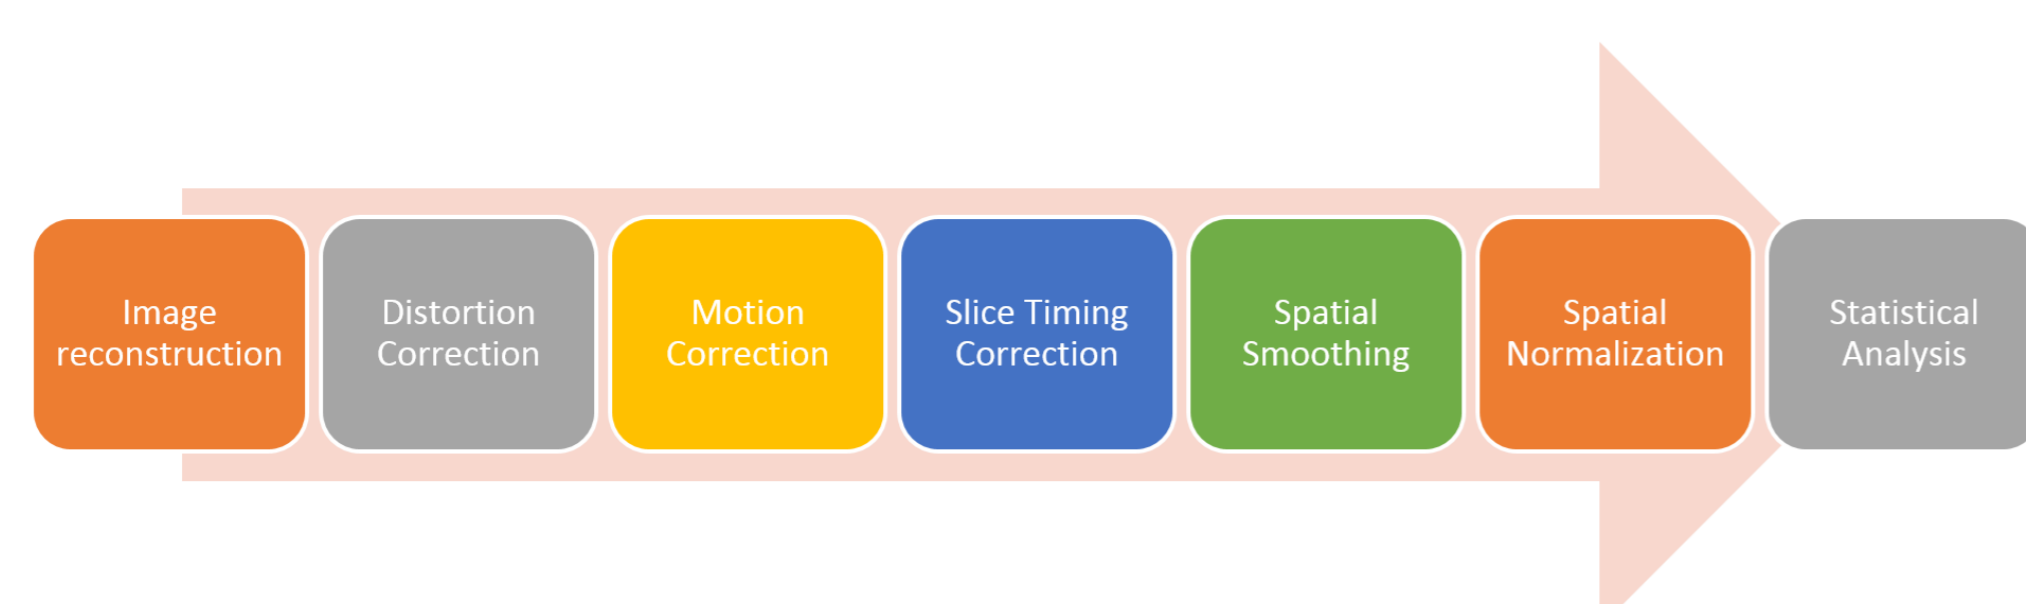 Image
reconstruction
Distortion
Correction
Motion
Correction
Slice Timing
Correction
Spatial
Smoothing
Spatial
Normalization
Statistical
Analysis